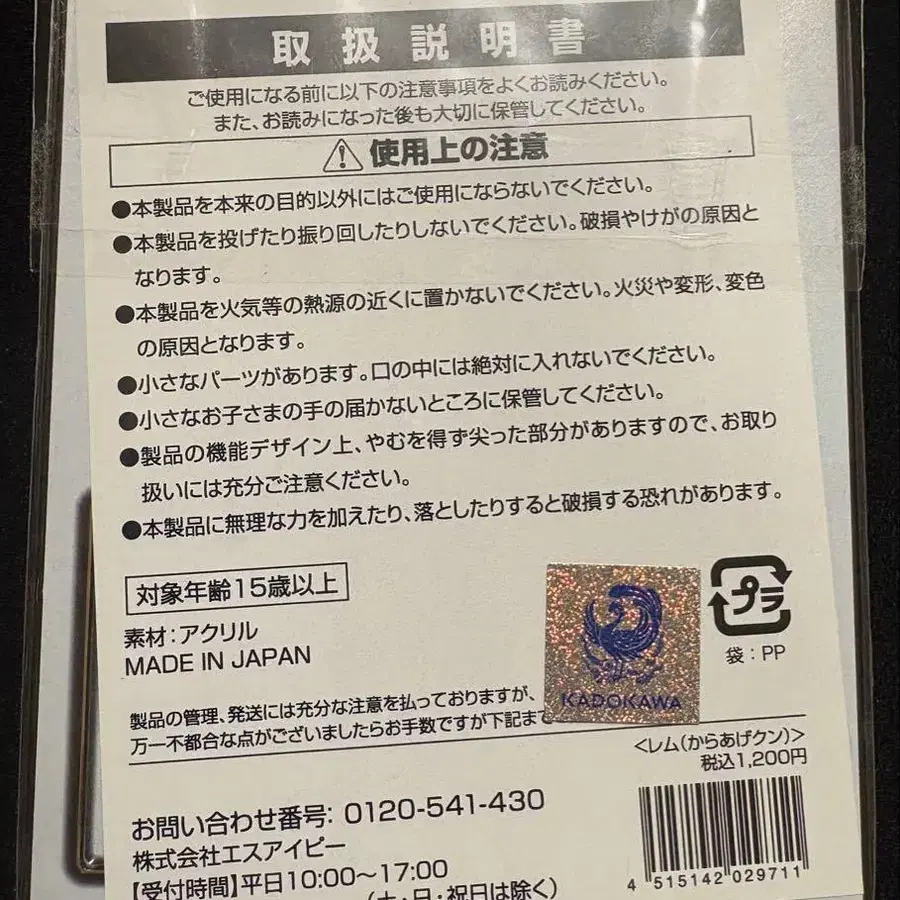 取扱説明書
ご使用になる前に以下の注意事項をよくお読みください。
また、お読みになった後も大切に保管してください。
使用上の注意
●本製品を本来の目的以外にはご使用にならないでください。
●本製品を投げたり振り回したりしないでください。破損やけがの原因と
なります。
●本製品を火気等の熱源の近くに置かないでください。火災や変形、変色
の原因となります。
●小さなパーツがあります。口の中には絶対に入れないでください。
●小さなお子さまの手の届かないところに保管してください。
●製品の機能デザイン上、やむを得ず尖った部分がありますので、お取り
扱いには充分ご注意ください。
●本製品に無理な力を加えたり、落としたりすると破損する恐れがあります。
対象年齢15歳以上
素材：アクリル
MADE IN JAPAN
KADOKAWA
プラ
袋：PP
製品の管理、発送には充分な注意を払っておりますが、
万一不都合な点がございましたらお手数ですが下記まで
<レム(からあげクン)>
税込1,200円
お問い合わせ番号: 0120-541-430
株式会社エスアイピー
【受付時間】平日10:00〜17:00
(土・日・祝日は除く)
4 515142 029711